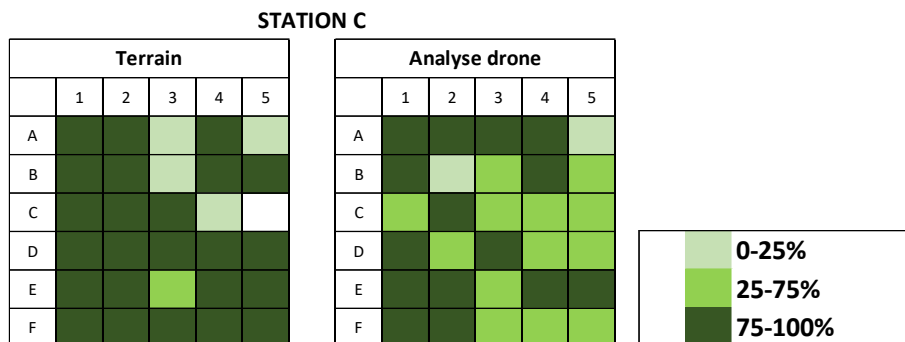 STATION C
Terrain
1 2 3 4 5
A
B
C
D
E
F
Analyse drone
1 2 3 4 5
A
B
C
D
E
F
0-25%
25-75%
75-100%